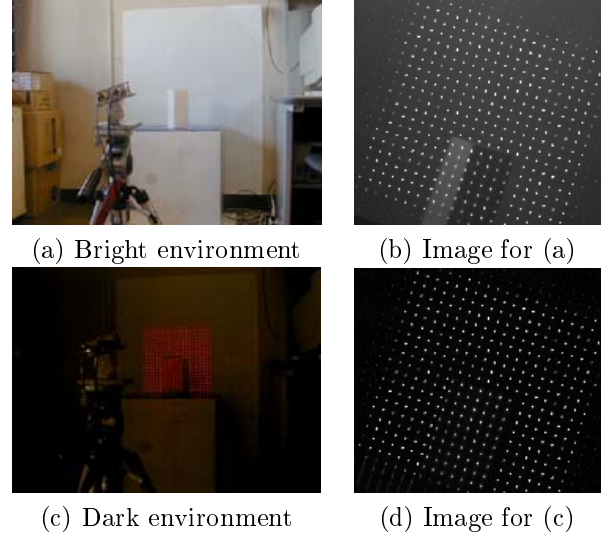 (a) Bright environment
(b) Image for (a)
(c) Dark environment
(d) Image for (c)